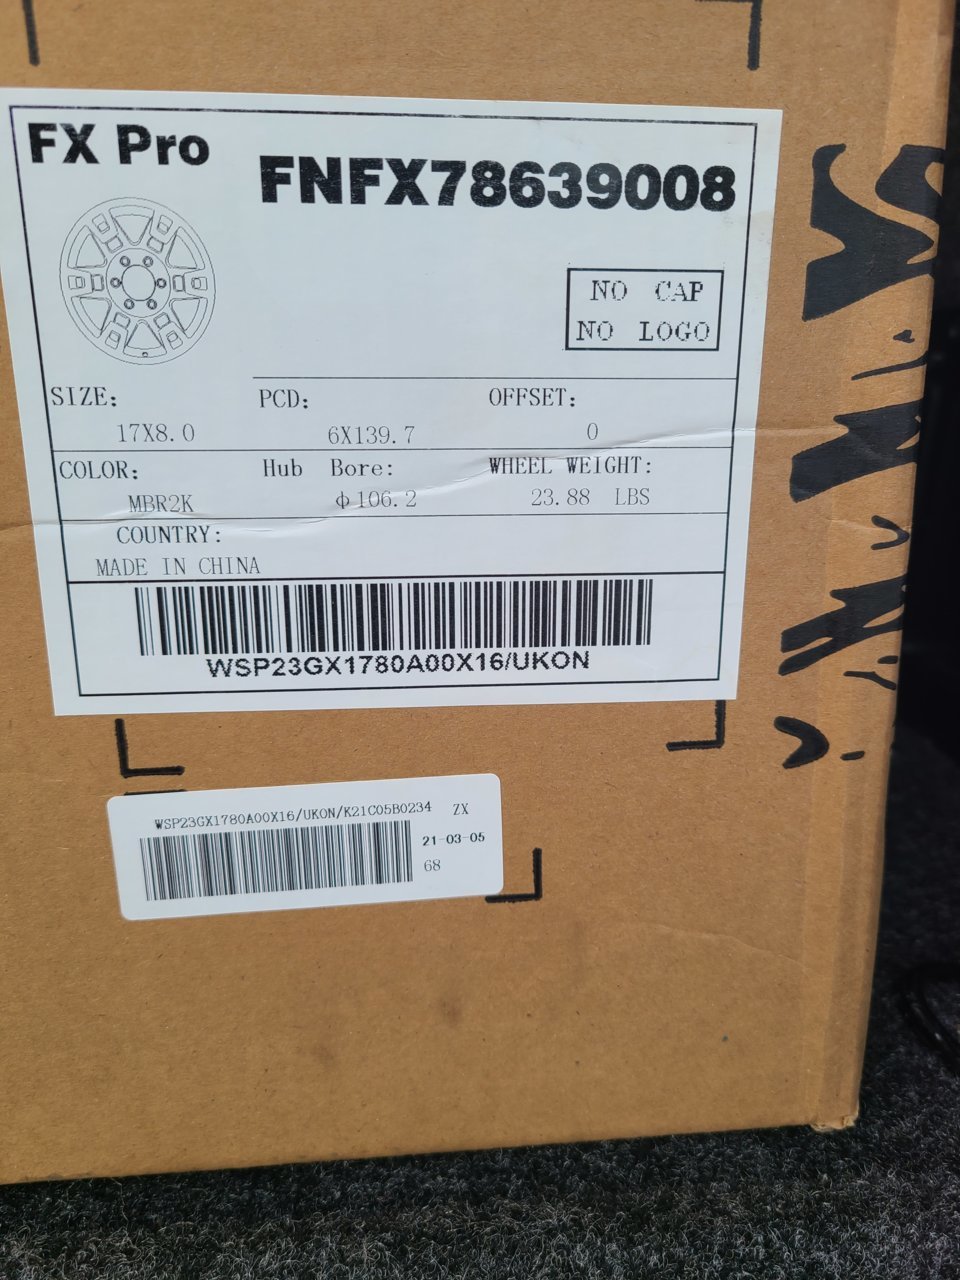 FX Pro
FNFX78639008
NO CAP
NO LOGO
SIZE: PCD: OFFSET:
17X8.0 6X139.7 0
COLOR: Hub Bore: WHEEL WEIGHT:
MBR2K φ106.2 23.88 LBS
COUNTRY:
MADE IN CHINA
WSP23GX1780A00X16/UKON
WSP23GX1780A00X16/UKON/K21C05B0234 ZX
21-03-05
68